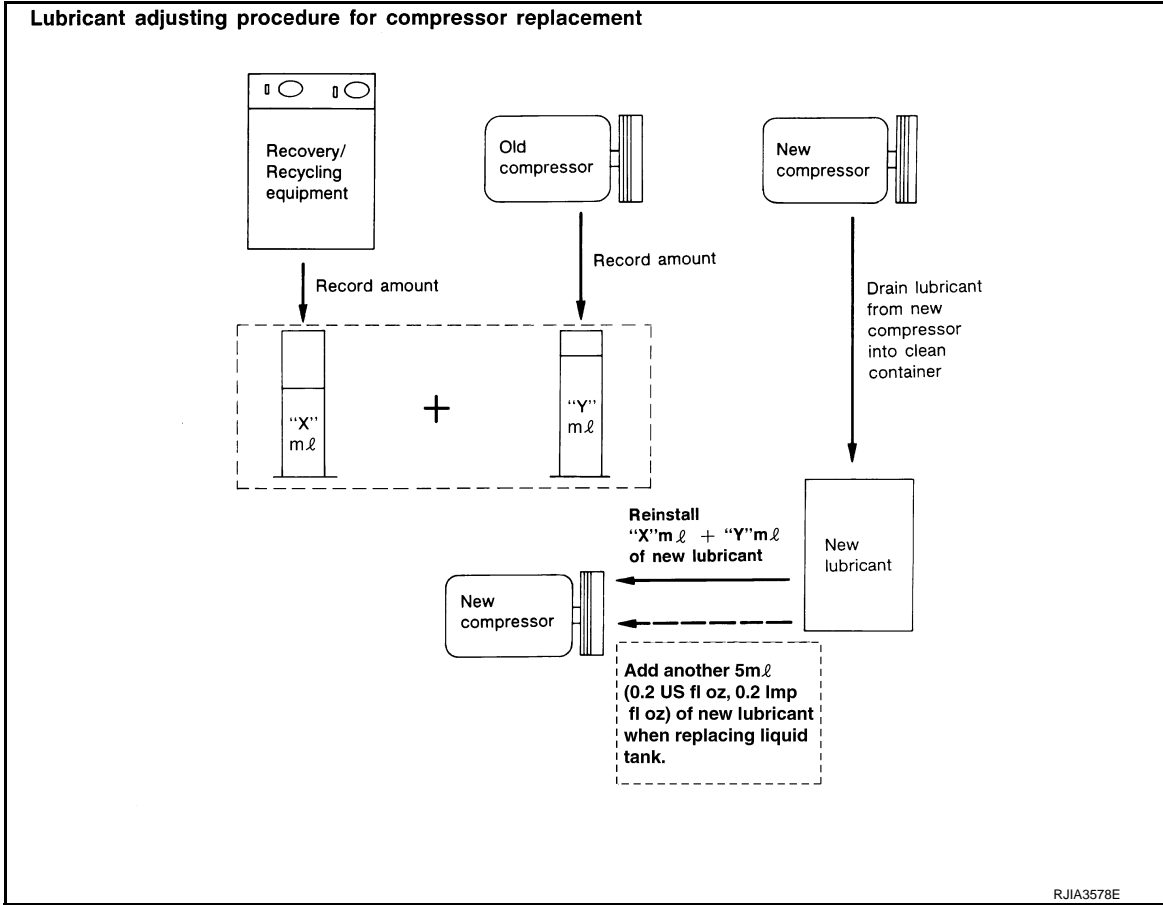 Lubricant adjusting procedure for compressor replacement
Recovery/
Recycling
equipment
Old
compressor
New
compressor
Record amount
Record amount
Drain lubricant
from new
compressor
into clean
container
"X"
mℓ
+
"Y"
mℓ
Reinstall
"X"mℓ + "Y"mℓ
of new lubricant
New
lubricant
New
compressor
Add another 5mℓ
(0.2 US fl oz, 0.2 Imp
fl oz) of new lubricant
when replacing liquid
tank.
RJIA3578E